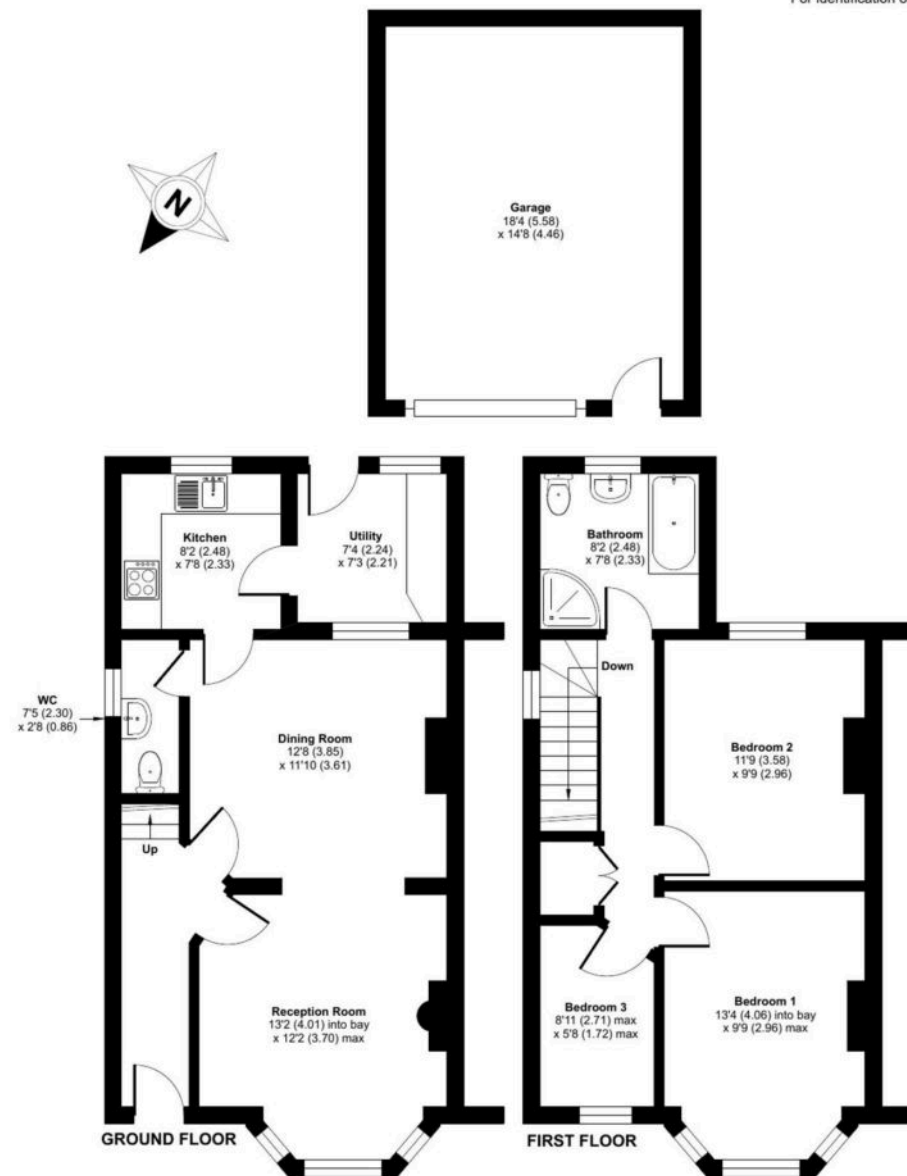 Garage
18'4 (5.58)
x 14'8 (4.46)
N
Kitchen
8'2 (2.48)
x 7'8 (2.33)
Utility
7'4 (2.24)
x 7'3 (2.21)
WC
7'5 (2.30)
x 2'8 (0.86)
Dining Room
12'8 (3.85)
x 11'10 (3.61)
Up
Reception Room
13'2 (4.01) into bay
x 12'2 (3.70) max
GROUND FLOOR
Bathroom
8'2 (2.48)
x 7'8 (2.33)
Down
Bedroom 2
11'9 (3.58)
x 9'9 (2.96)
Bedroom 3
8'11 (2.71) max
x 5'8 (1.72) max
Bedroom 1
13'4 (4.06) into bay
x 9'9 (2.96) max
FIRST FLOOR